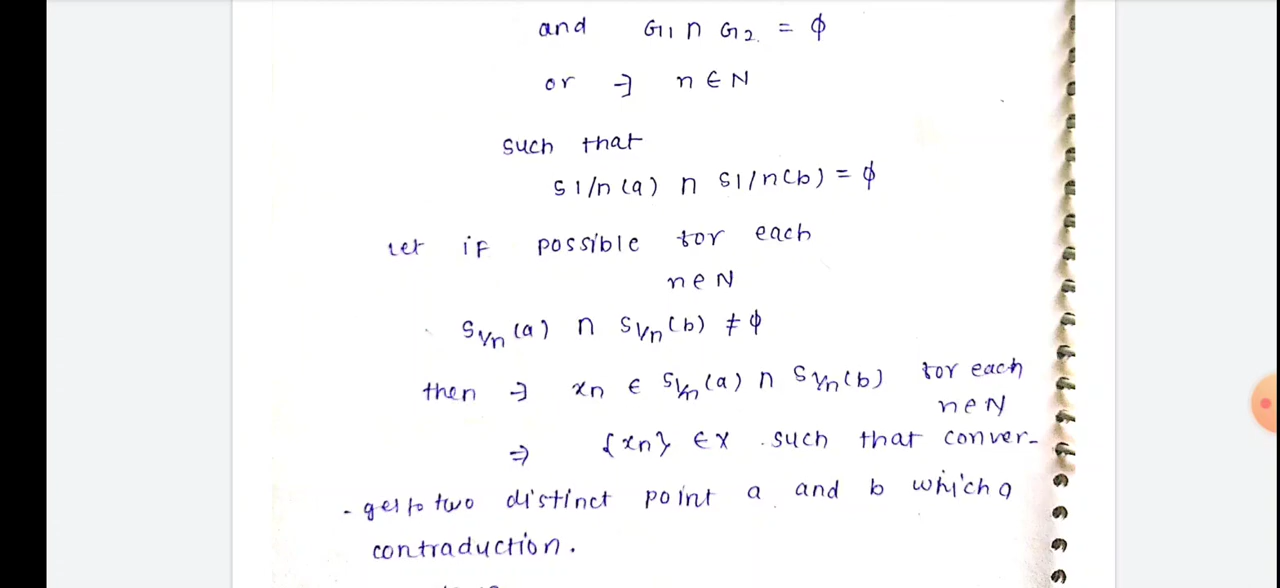 and G1 ∩ G2 = ϕ
or ∃ n ∈ N
such that
S1/n(a) ∩ S1/n(b) = ϕ
let if possible for each
n ∈ N
S1/n(a) ∩ S1/n(b) ≠ ϕ
then ∃ xn ∈ S1/n(a) ∩ S1/n(b) for each
n ∈ N
⇒ {xn} ∈ X such that conver-
-ges to two distinct point a and b which a
contraduction.